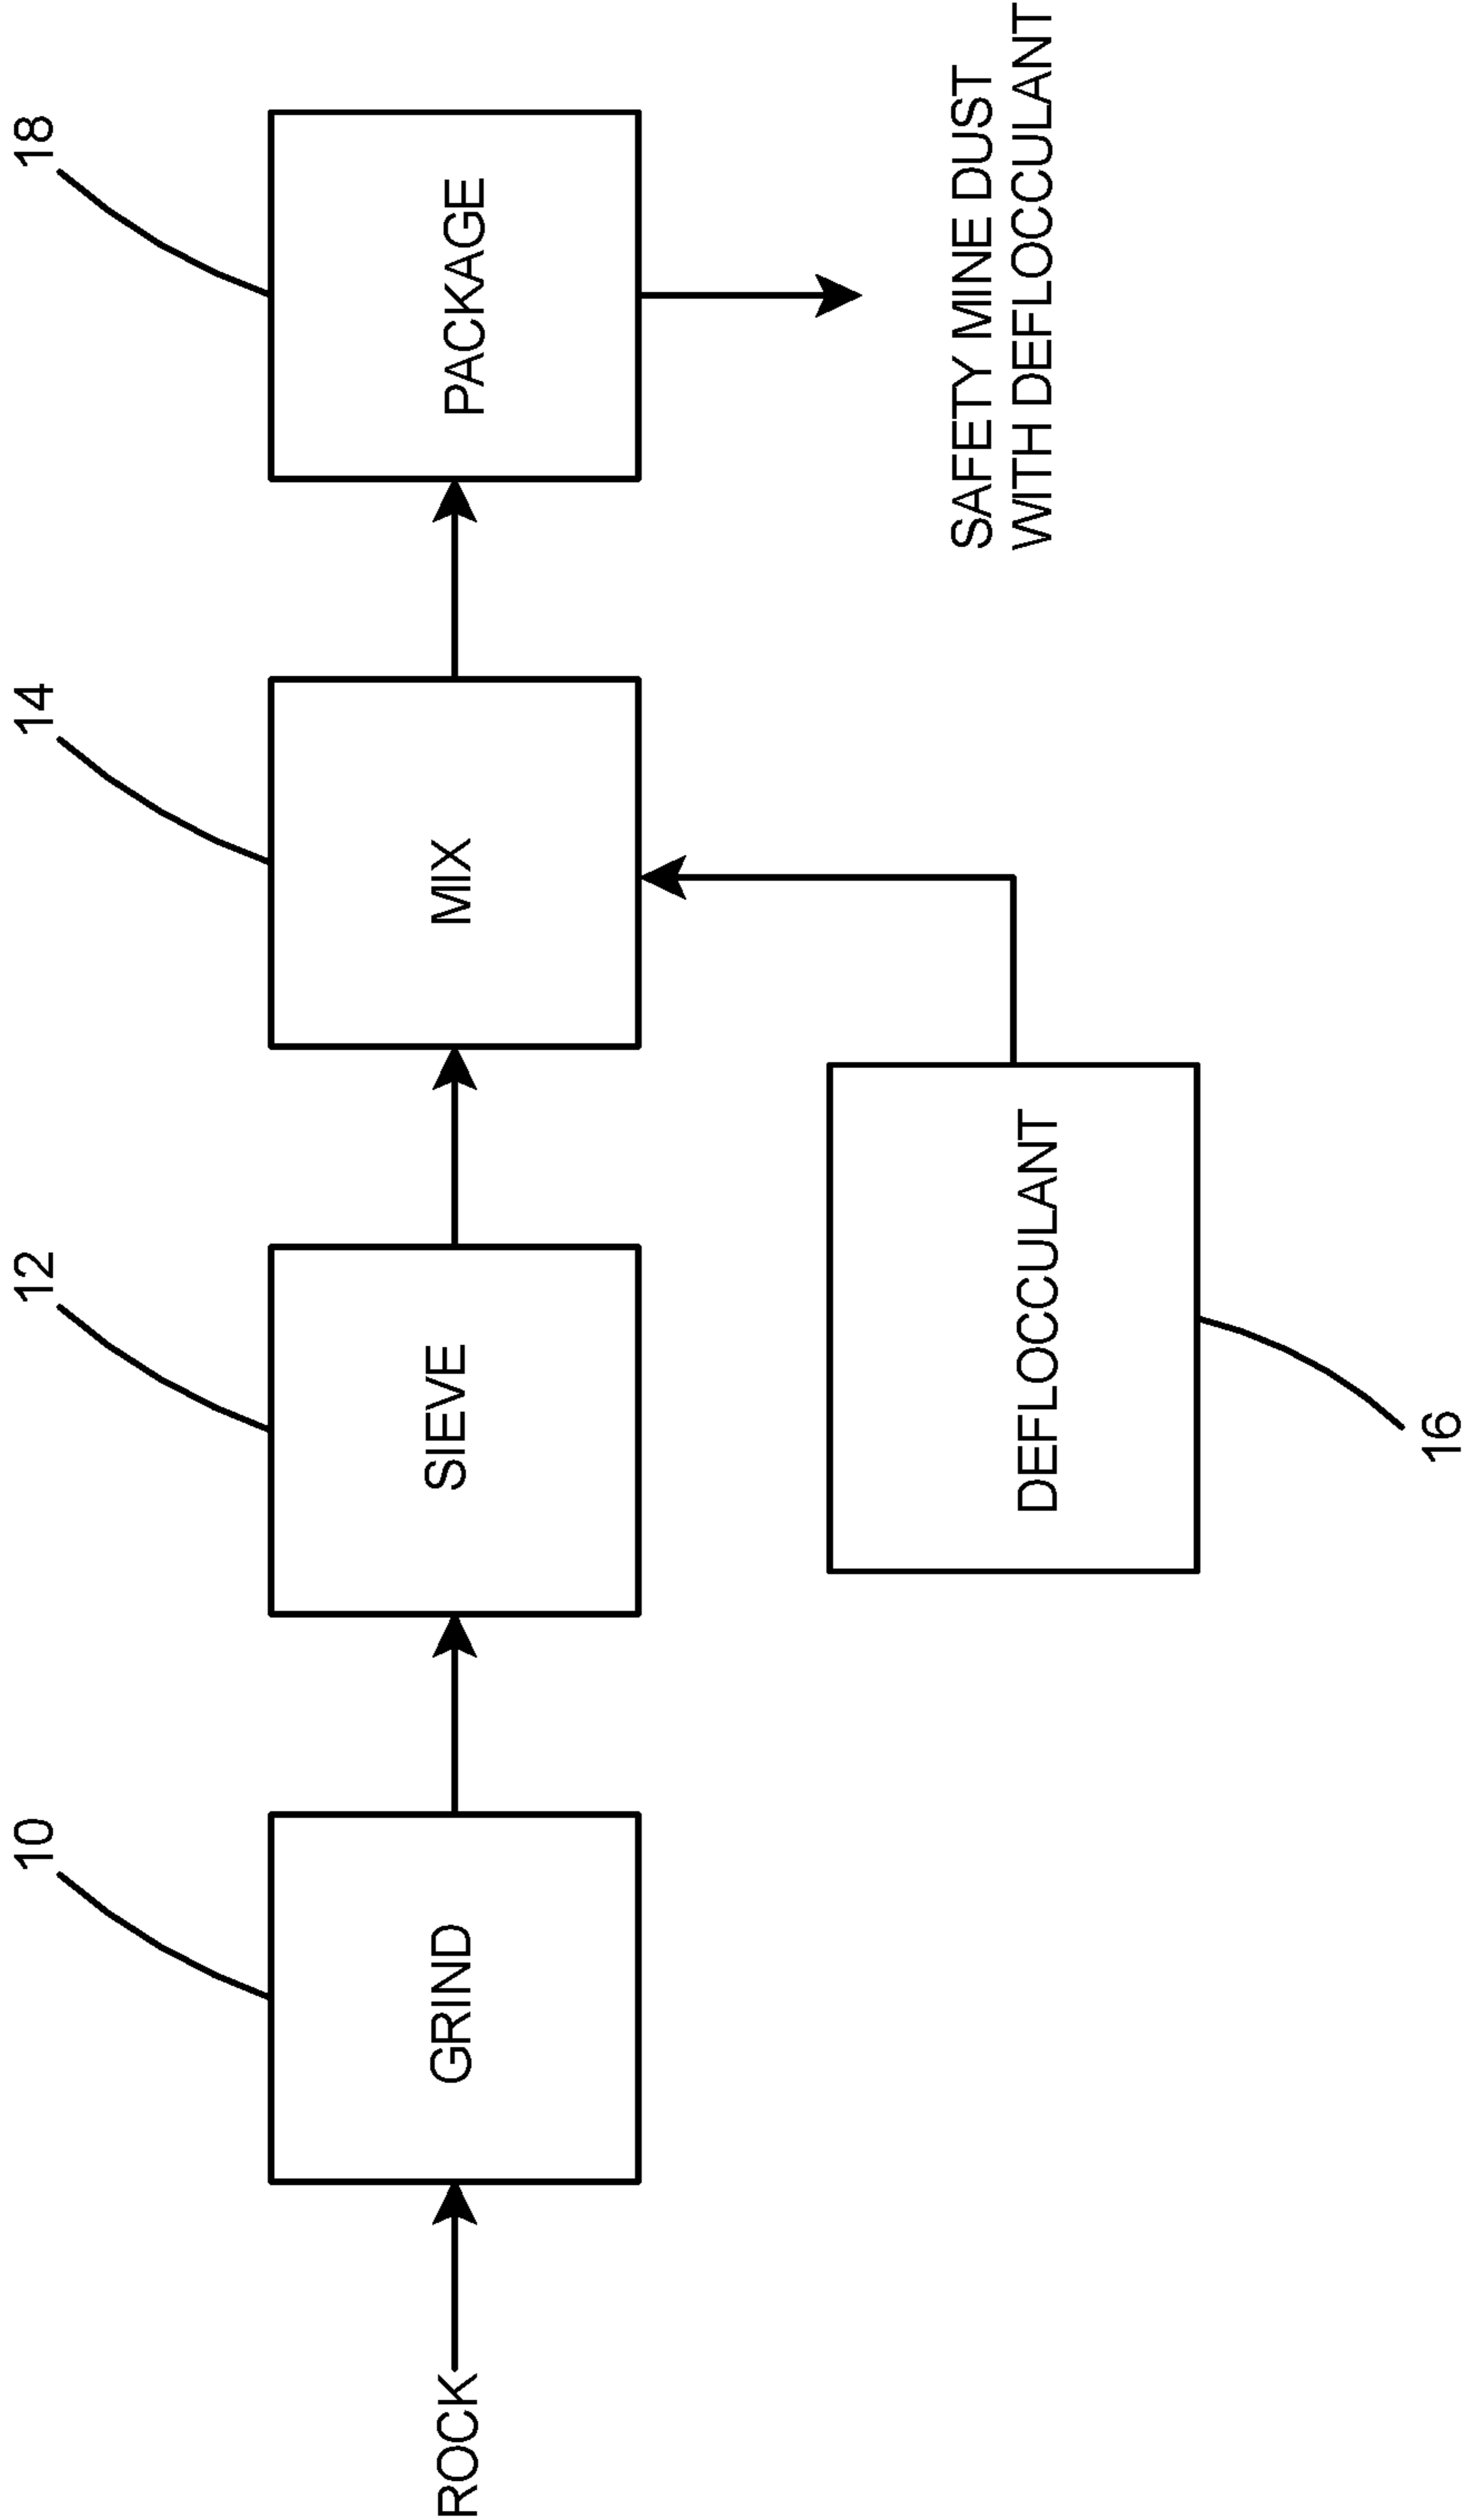 10
12
14
18
ROCK
GRIND
SIEVE
MIX
PACKAGE
DEFLOCCULANT
SAFETY MINE DUST
WITH DEFLOCCULANT
16